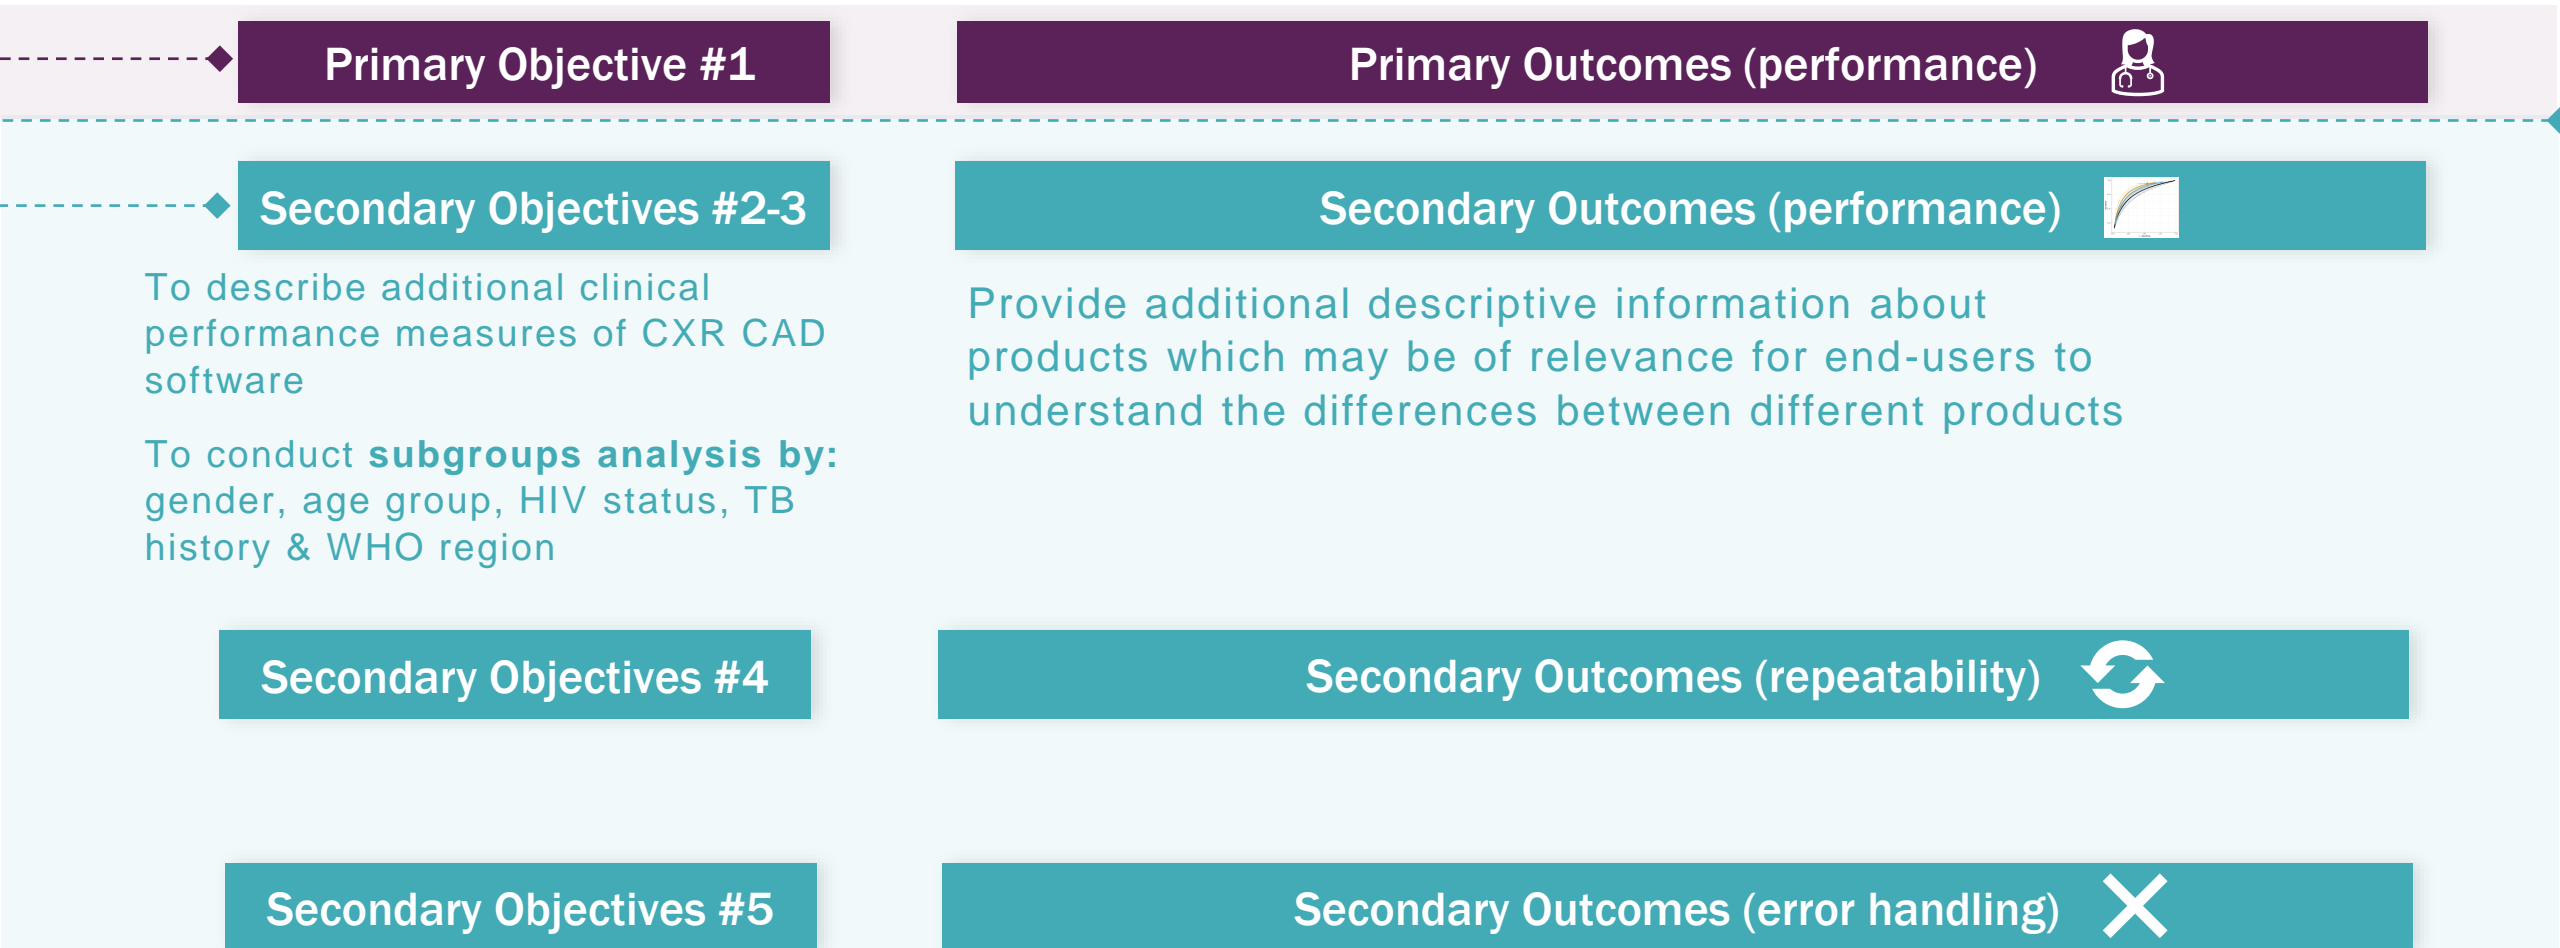 Primary Objective #1
Primary Outcomes (performance)
Secondary Objectives #2-3
Secondary Outcomes (performance)
To describe additional clinical
performance measures of CXR CAD
software
To conduct subgroups analysis by:
gender, age group, HIV status, TB
history & WHO region
Provide additional descriptive information about
products which may be of relevance for end-users to
understand the differences between different products
Secondary Objectives #4
Secondary Outcomes (repeatability)
Secondary Objectives #5
Secondary Outcomes (error handling)